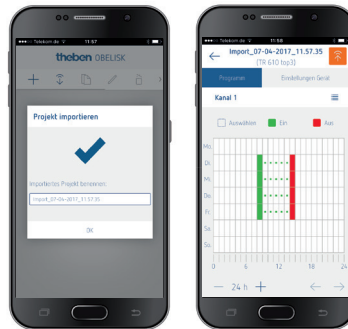 Telekom.de 11:57
theben OBELISK
Projekt importieren
Importiertes Projekt benennen:
Import_07-04-2017_11.57.35
OK
Telekom.de 11:58
Import_07-04-2017_11.57.35
(TR 610 top3)
Programm Einstellungen Gerät
Kanal 1
Auswählen Ein Aus
Mo.
Di.
Mi.
Do.
Fr.
Sa.
So.
0 6 12 18 24
24 h